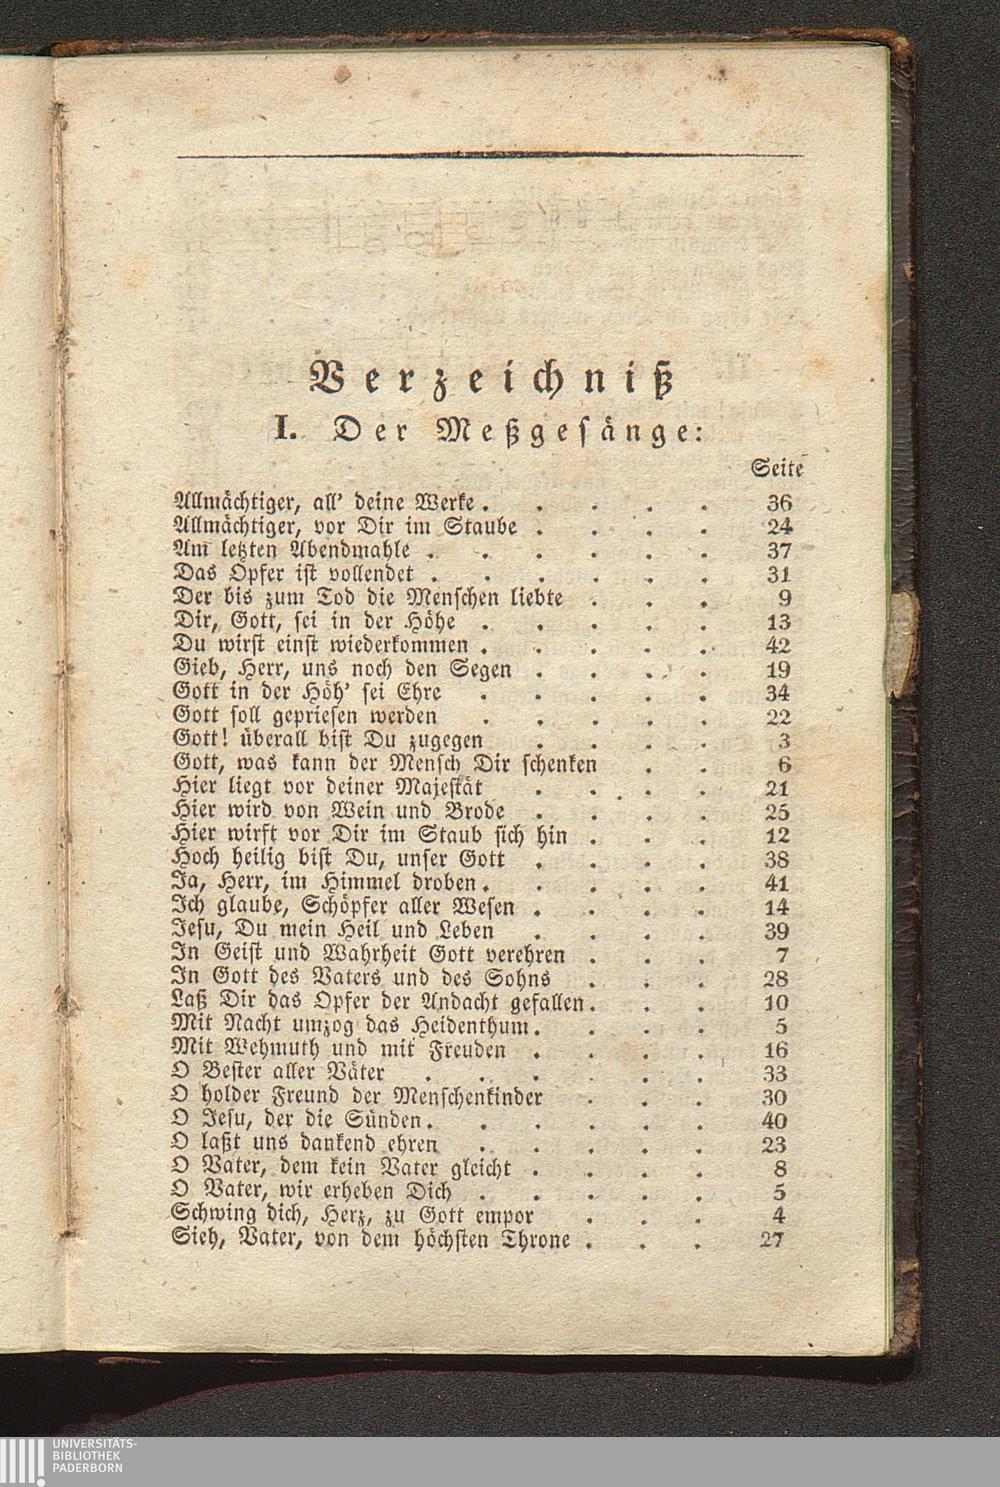 Verzeichniß
I. Der Meßgesänge:
Seite
Allmächtiger, all' deine Werke . . . . . 36
Allmächtiger, vor Dir im Staube . . . . 24
Am letzten Abendmahle . . . . . . 37
Das Opfer ist vollendet . . . . . . 31
Der bis zum Tod die Menschen liebte . . . 9
Dir, Gott, sei in der Höhe . . . . . 13
Du wirst einst wiederkommen . . . . . 42
Gieb, Herr, uns noch den Segen . . . . 19
Gott in der Höh' sei Ehre . . . . . 34
Gott soll gepriesen werden . . . . . 22
Gott! überall bist Du zugegen . . . . 3
Gott, was kann der Mensch Dir schenken . . 6
Hier liegt vor deiner Majestät . . . . 21
Hier wird von Wein und Brode . . . . 25
Hier wirft vor Dir im Staub sich hin . . . 12
Hoch heilig bist Du, unser Gott . . . . 38
Ja, Herr, im Himmel droben . . . . . 41
Ich glaube, Schöpfer aller Wesen . . . . 14
Jesu, Du mein Heil und Leben . . . . 39
In Geist und Wahrheit Gott verehren . . . 7
In Gott des Vaters und des Sohns . . . 28
Laß Dir das Opfer der Andacht gefallen . . . 10
Mit Nacht umzog das Heidenthum . . . . 5
Mit Wehmuth und mit Freuden . . . . 16
O Bester aller Väter . . . . . . 33
O holder Freund der Menschenkinder . . . 30
O Jesu, der die Sünden . . . . . . 40
O laßt uns dankend ehren . . . . . 23
O Vater, dem kein Vater gleicht . . . . 8
O Vater, wir erheben Dich . . . . . 5
Schwing dich, Herz, zu Gott empor . . . 4
Sieh, Vater, von dem höchsten Throne . . . 27
UNIVERSITÄTS-
BIBLIOTHEK
PADERBORN